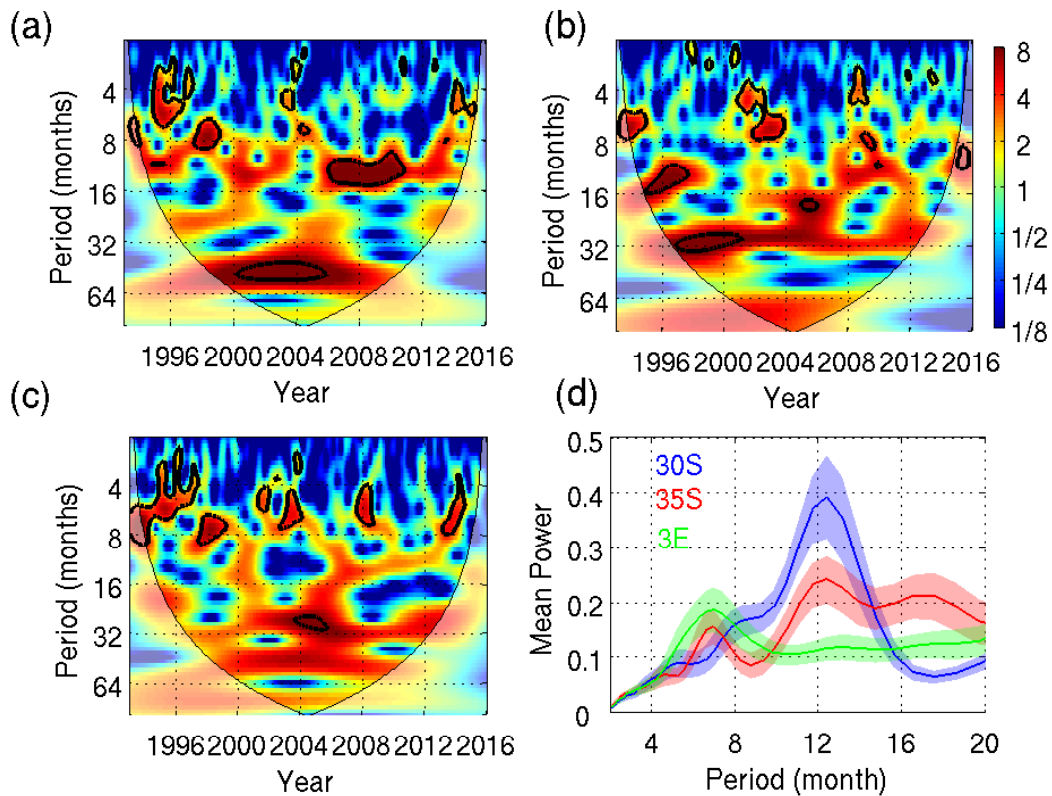 (a)
Period (months)
4
8
16
32
64
1996 2000 2004 2008 2012 2016
Year
(b)
Period (months)
4
8
16
32
64
1996 2000 2004 2008 2012 2016
Year
8
4
2
1
1/2
1/4
1/8
(c)
Period (months)
4
8
16
32
64
1996 2000 2004 2008 2012 2016
Year
(d)
Mean Power
0.5
0.4
0.3
0.2
0.1
0
30S
35S
3E
4 8 12 16 20
Period (month)